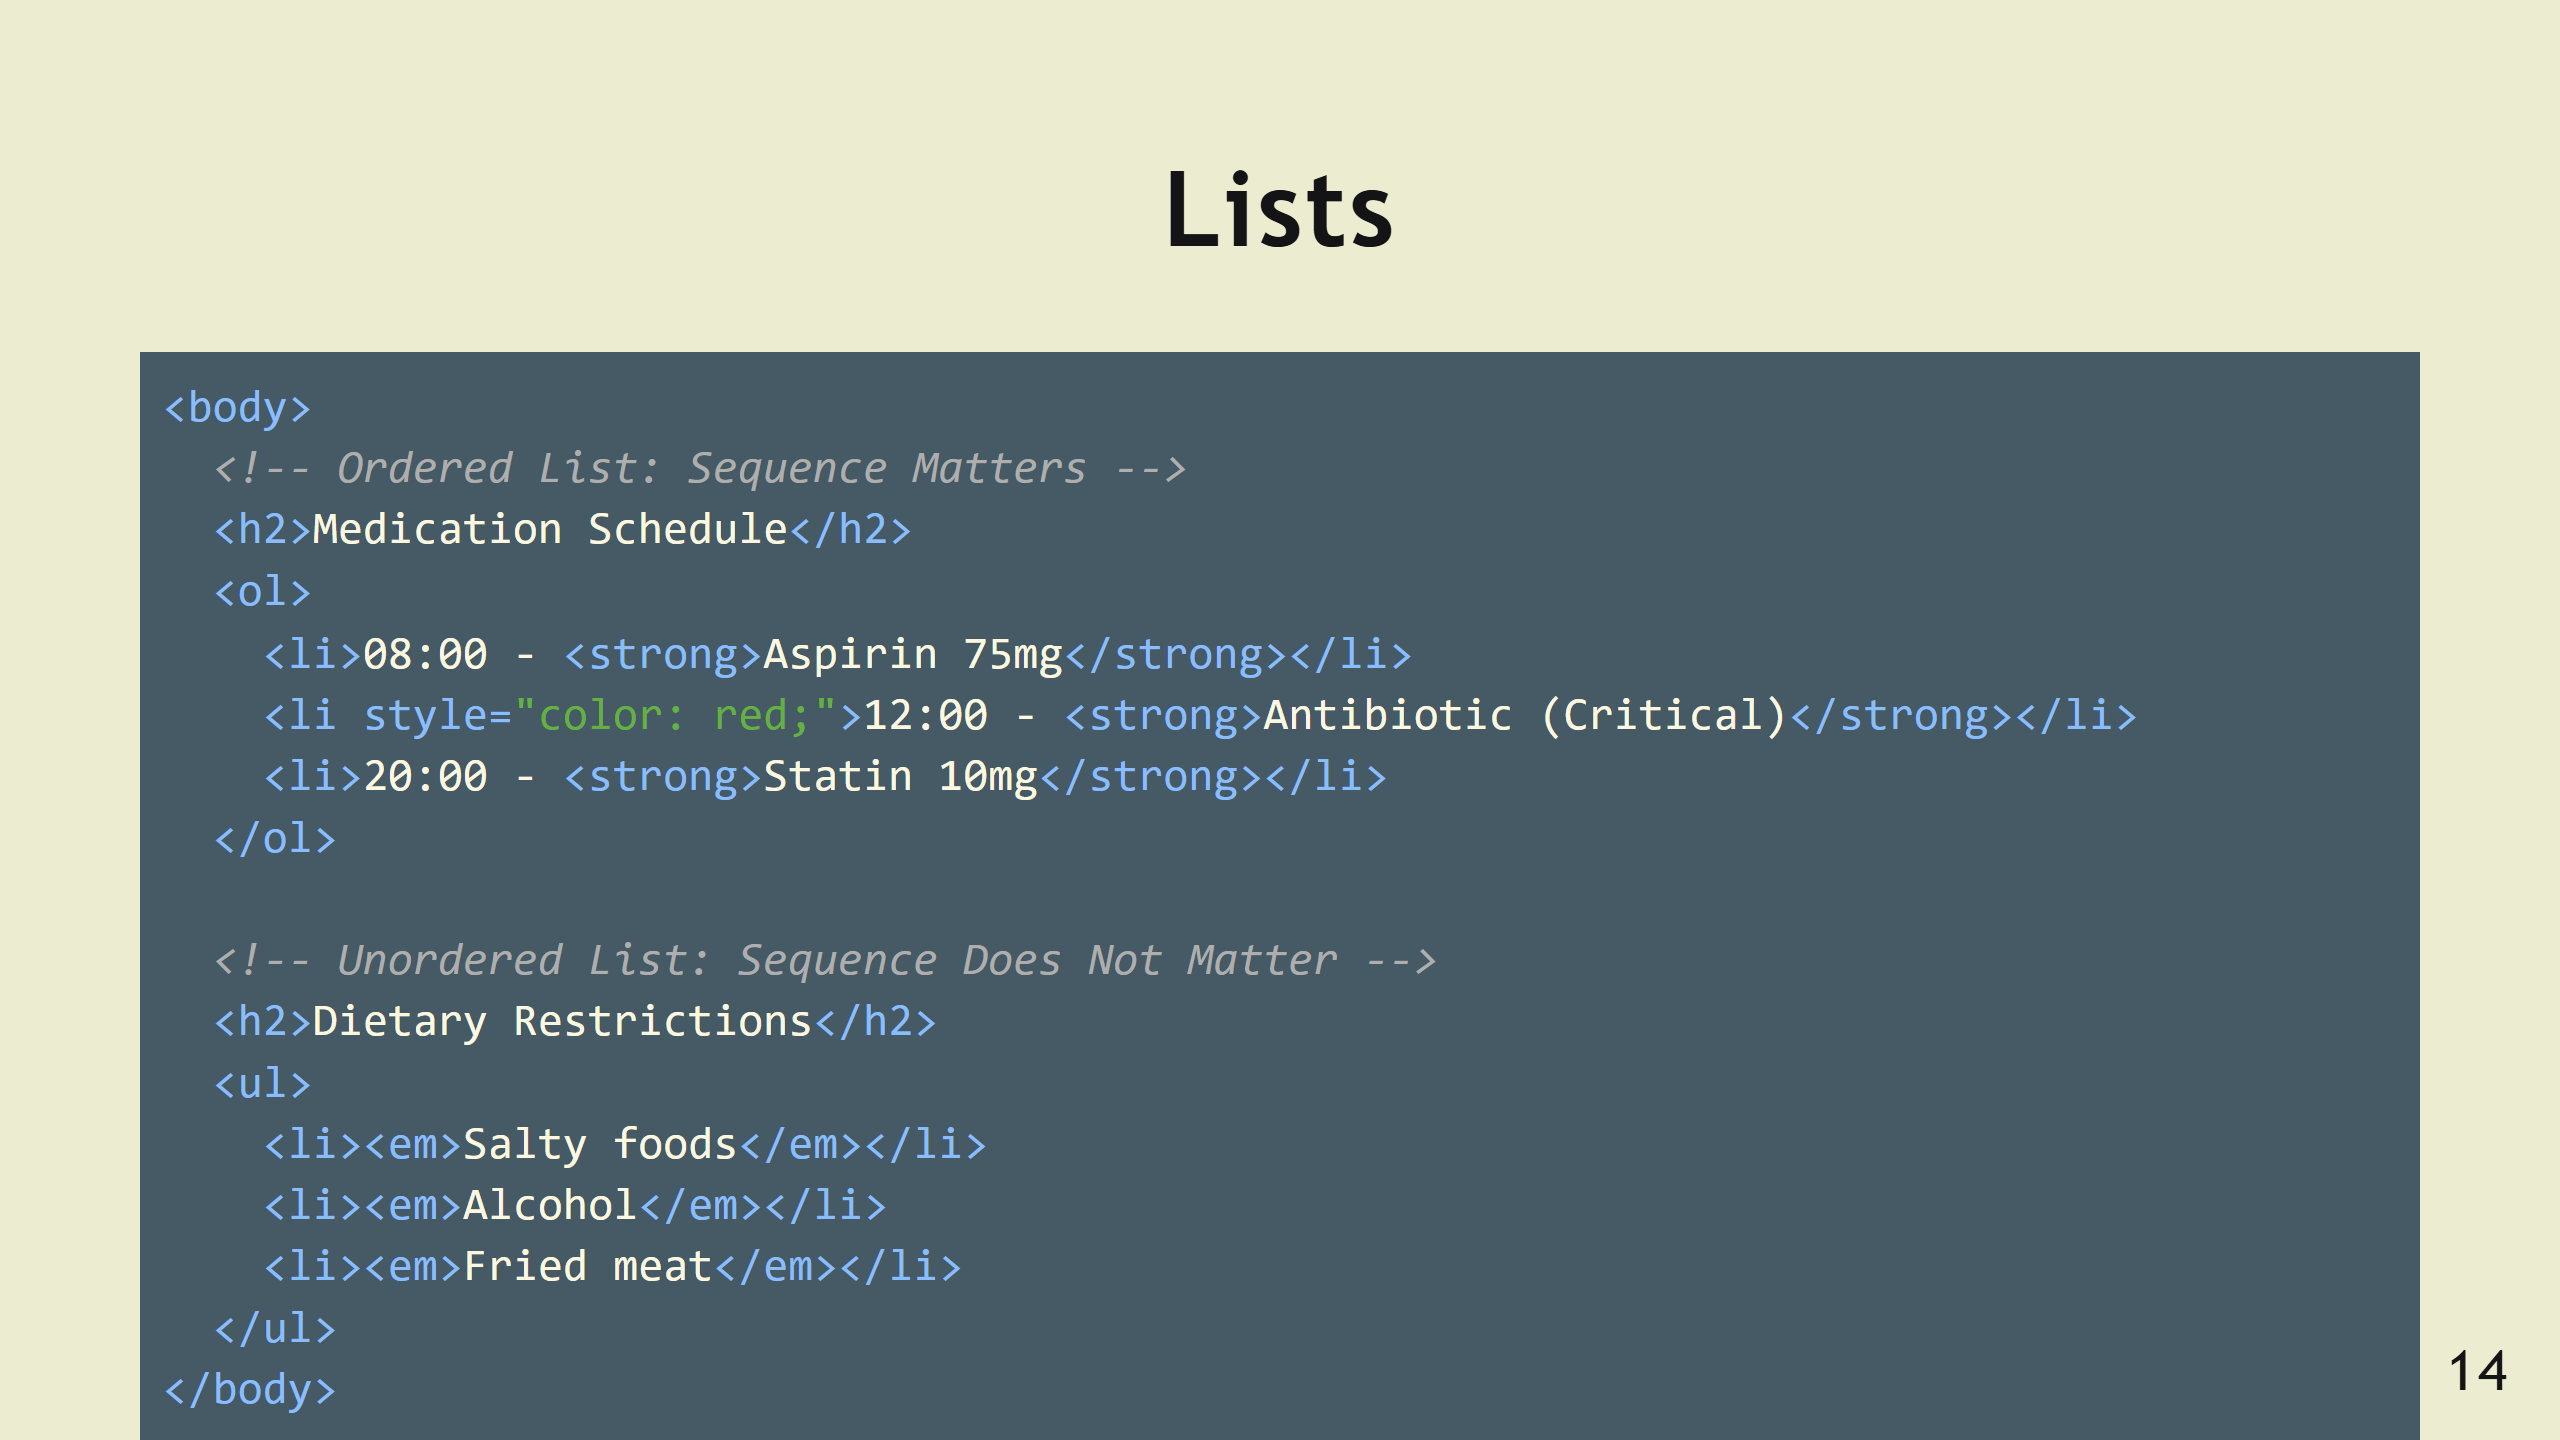 Lists
<body>
  <!-- Ordered List: Sequence Matters -->
  <h2>Medication Schedule</h2>
  <ol>
    <li>08:00 - <strong>Aspirin 75mg</strong></li>
    <li style="color: red;">12:00 - <strong>Antibiotic (Critical)</strong></li>
    <li>20:00 - <strong>Statin 10mg</strong></li>
  </ol>

  <!-- Unordered List: Sequence Does Not Matter -->
  <h2>Dietary Restrictions</h2>
  <ul>
    <li><em>Salty foods</em></li>
    <li><em>Alcohol</em></li>
    <li><em>Fried meat</em></li>
  </ul>
</body>
14